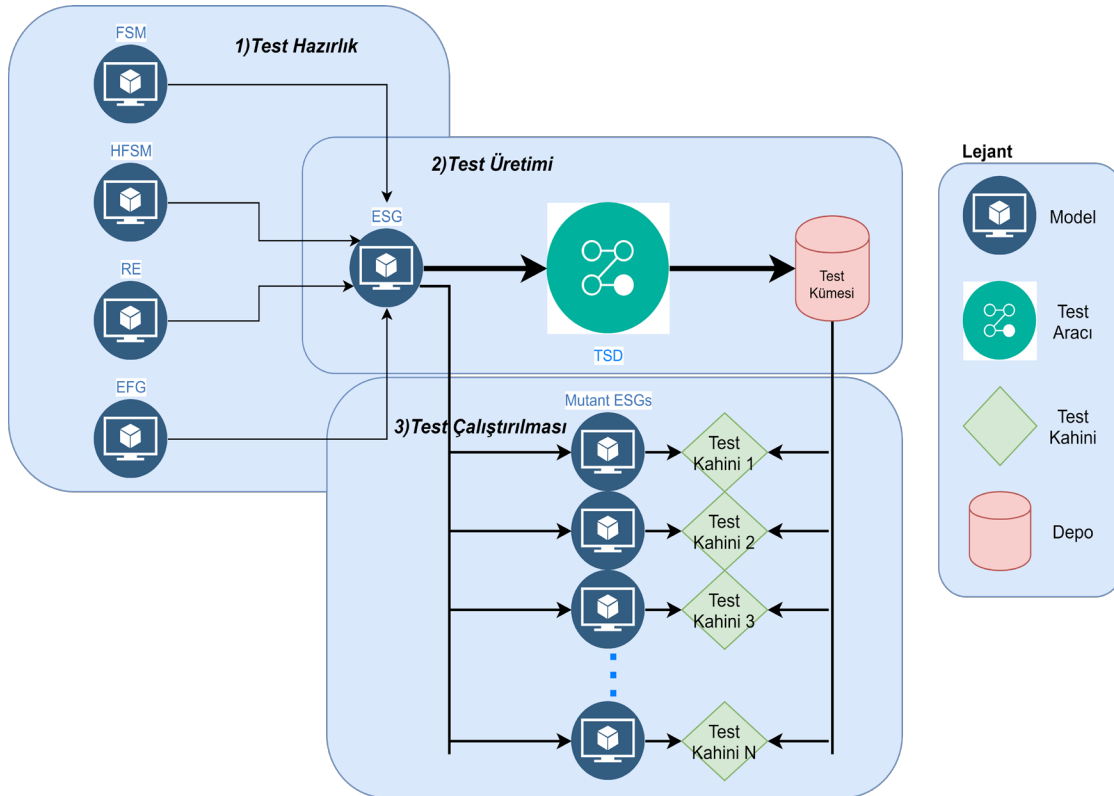 FSM
1)Test Hazırlık
HFSM
RE
EFG
2)Test Üretimi
ESG
TSD
Test
Kümesi
3)Test Çalıştırılması
Mutant ESGs
Test
Kahini 1
Test
Kahini 2
Test
Kahini 3
Test
Kahini N
Lejant
Model
Test
Aracı
Test
Kahini
Depo